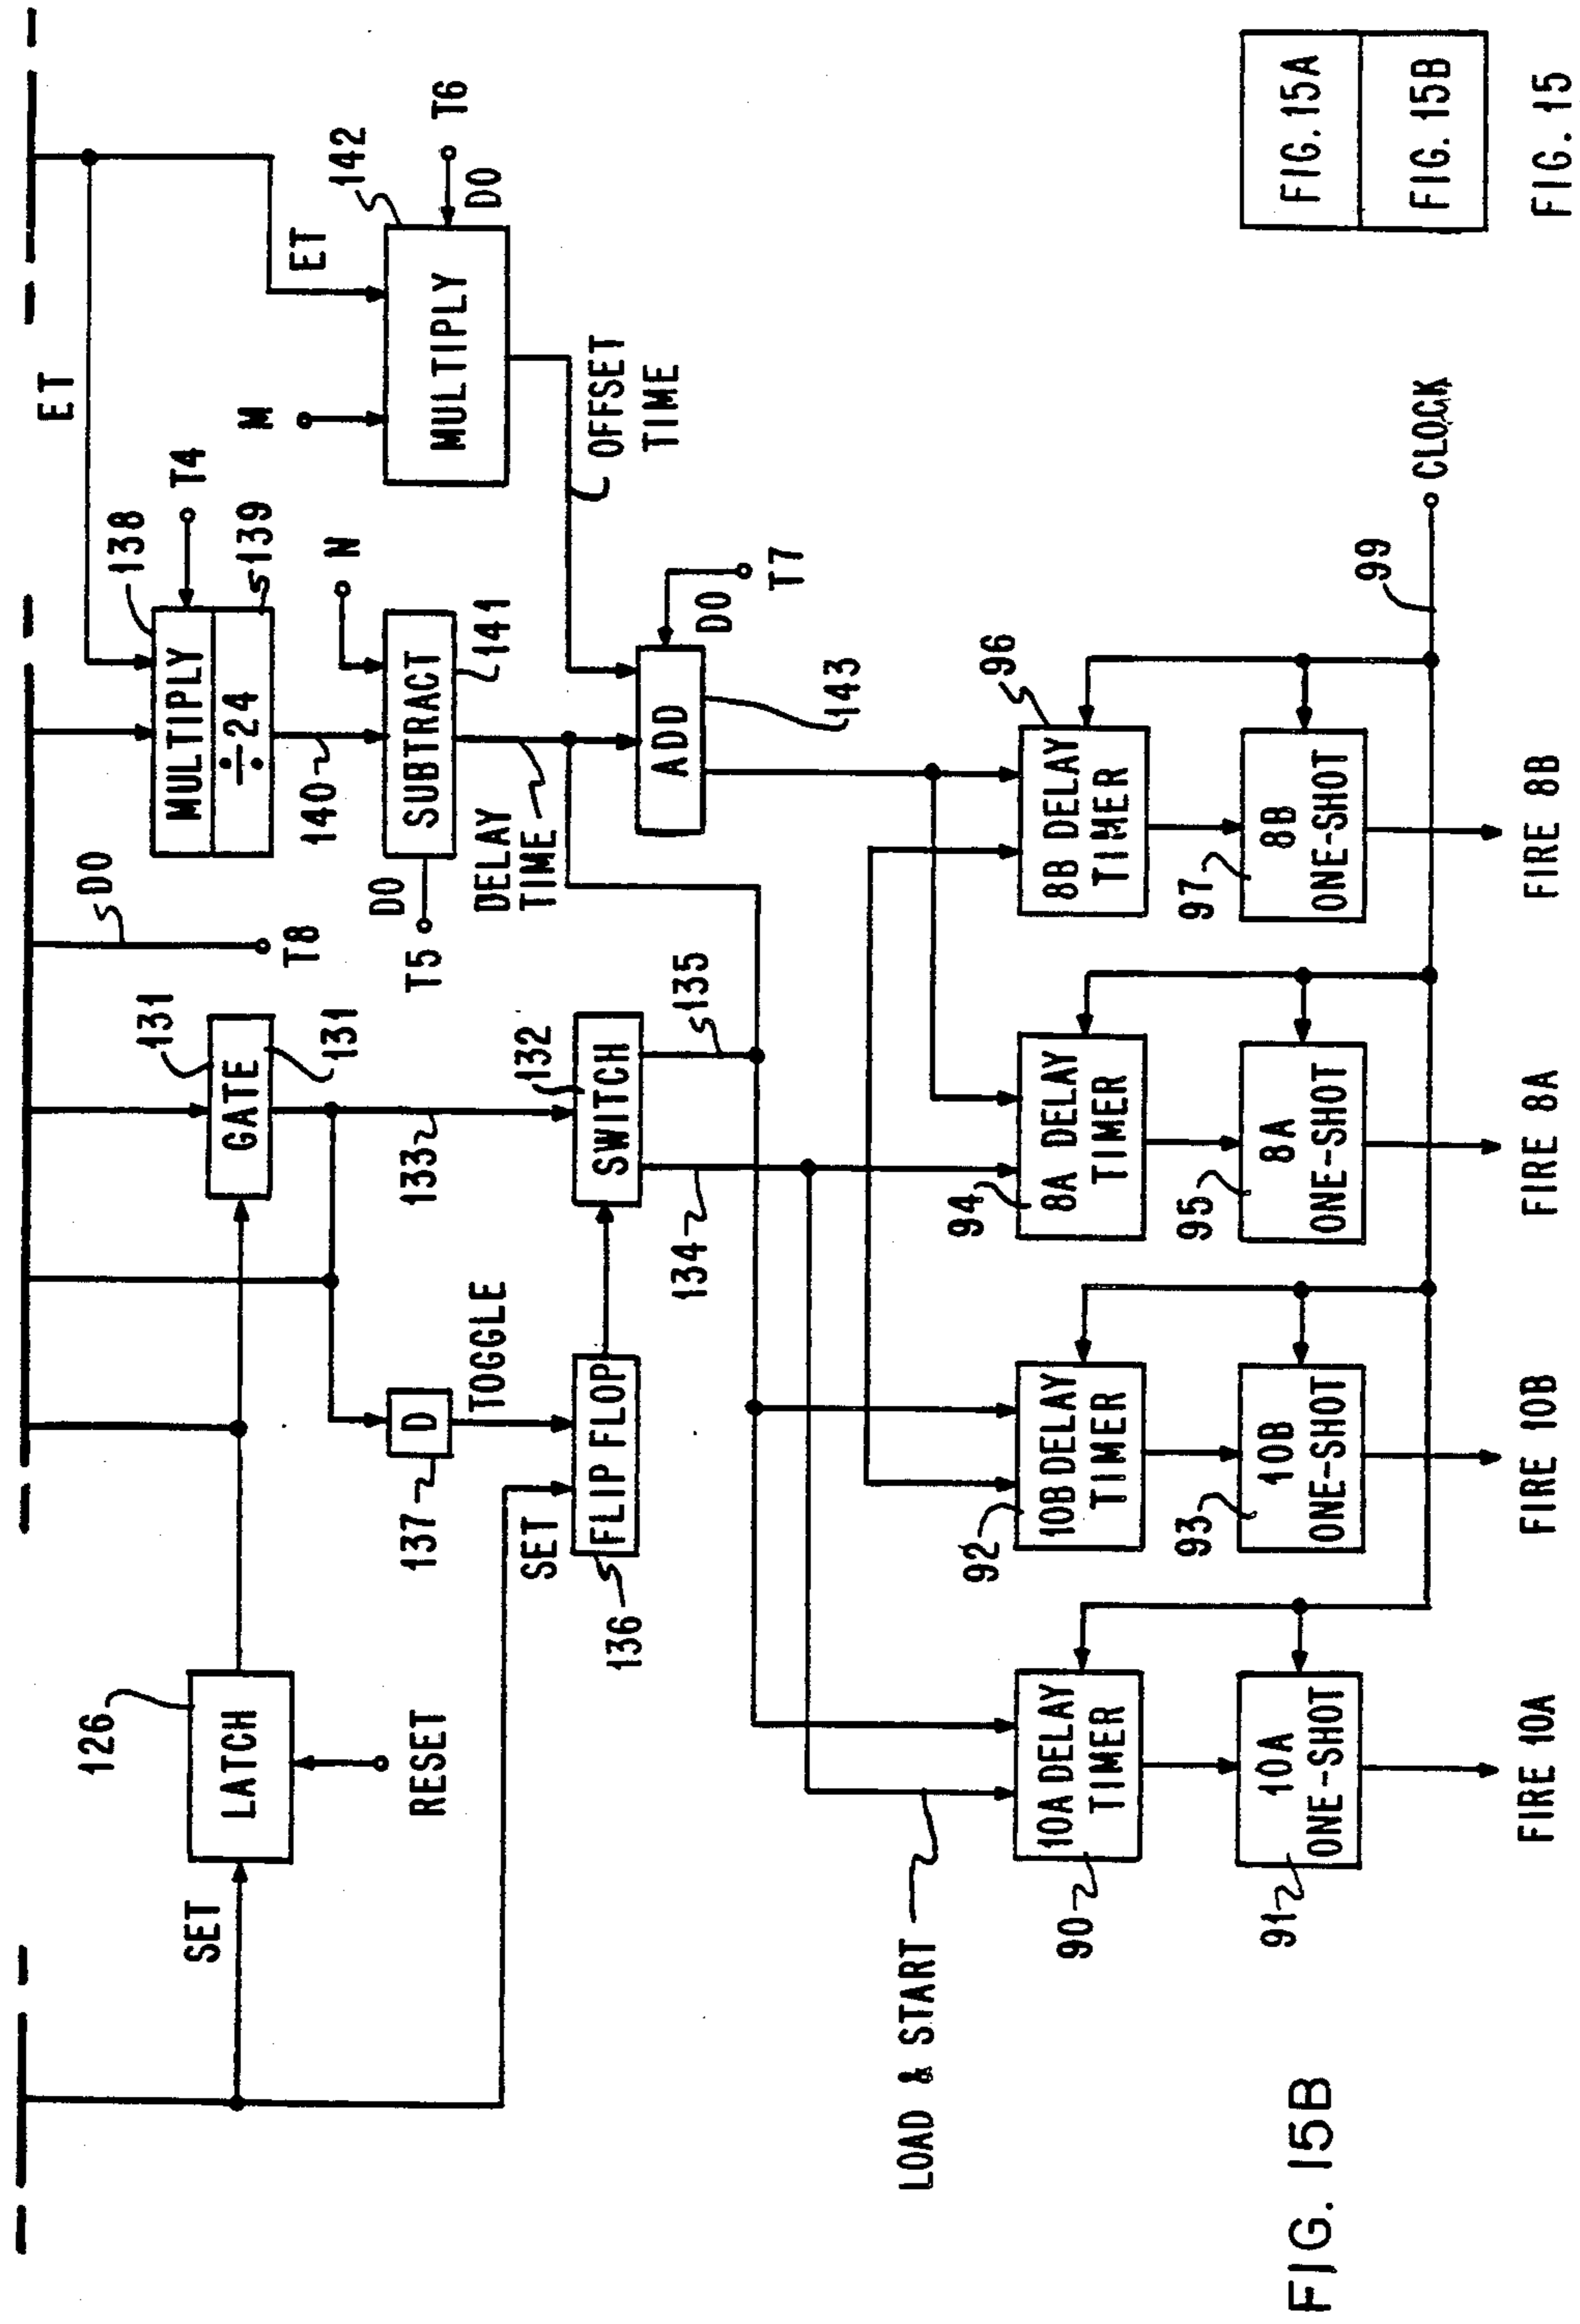 ET
ET
M
142
DO
T6
MULTIPLY
OFFSET
TIME
138
T4
139
MULTIPLY
÷24
140
N
SUBTRACT
141
DO
T5
DELAY
TIME
DO
T7
ADD
143
DO
T8
131
GATE
131
133
132
SWITCH
135
134
126
LATCH
SET
RESET
137
D
TOGGLE
SET
FLIP FLOP
136
LOAD & START
90
10A DELAY
TIMER
91
10A
ONE-SHOT
FIRE 10A
92
10B DELAY
TIMER
93
10B
ONE-SHOT
FIRE 10B
94
8A DELAY
TIMER
95
8A
ONE-SHOT
FIRE 8A
96
8B DELAY
TIMER
97
8B
ONE-SHOT
FIRE 8B
99
CLOCK
FIG. 15A
FIG. 15B
FIG. 15
FIG. 15B